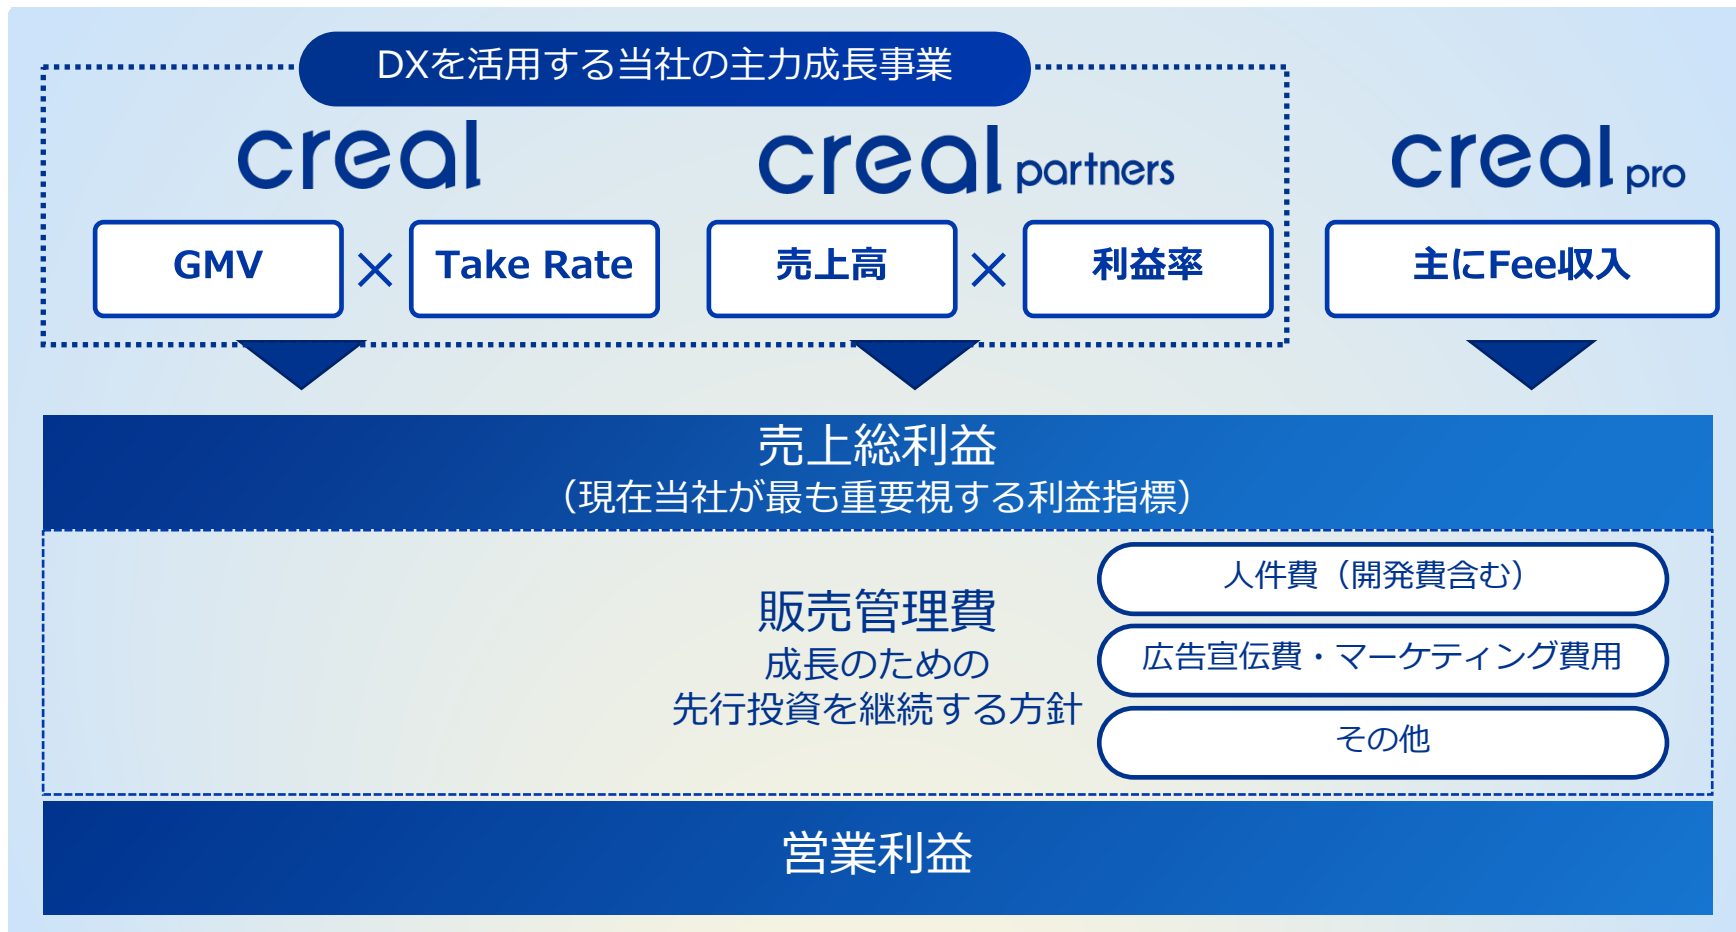 DXを活用する当社の主力成長事業
creal
creal partners
creal pro
GMV × Take Rate
売上高 × 利益率
主にFee収入
売上総利益
（現在当社が最も重要視する利益指標）
販売管理費
成長のための
先行投資を継続する方針
人件費（開発費含む）
広告宣伝費・マーケティング費用
その他
営業利益